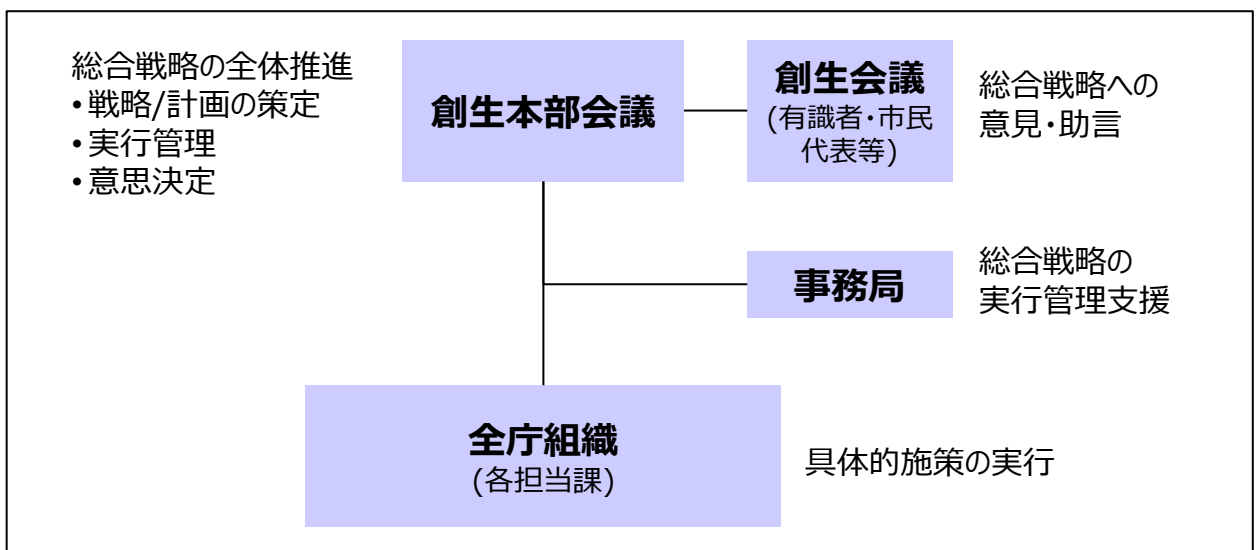 総合戦略の全体推進
•戦略/計画の策定
•実行管理
•意思決定
創生本部会議
創生会議
(有識者・市民
代表等)
総合戦略への
意見・助言
事務局
総合戦略の
実行管理支援
全庁組織
(各担当課)
具体的施策の実行